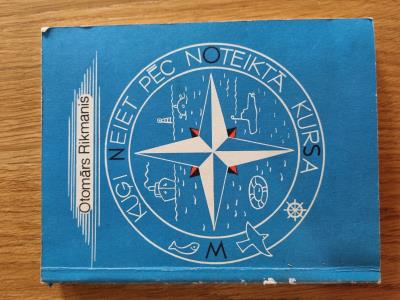 Otomārs Rikmanis
KUĢI NEIET PĒC NOTEIKTĀ KURSA
W